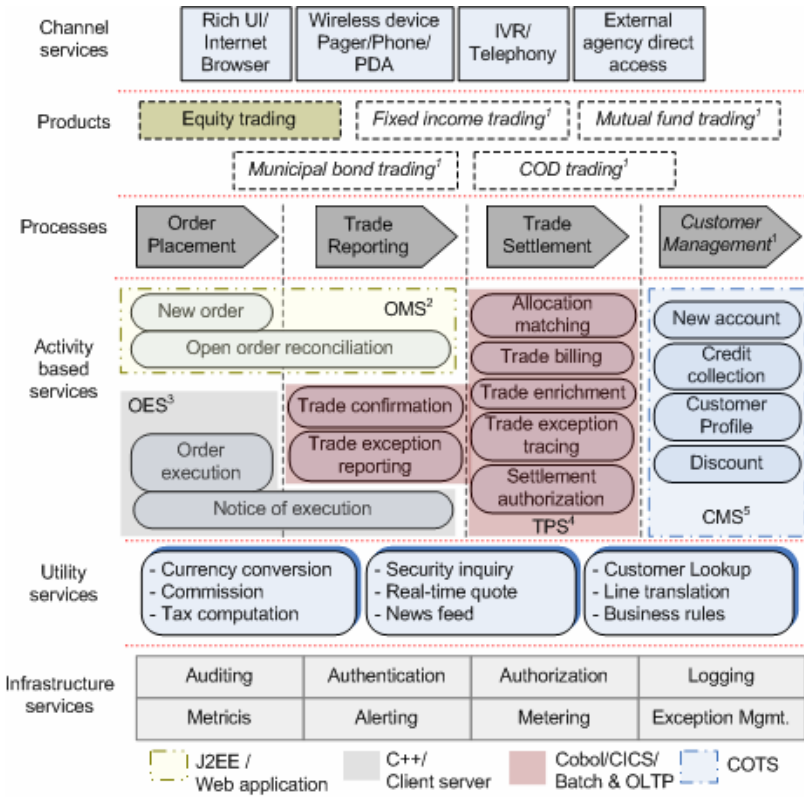 Channel services
Rich UI/ Internet Browser
Wireless device Pager/Phone/ PDA
IVR/ Telephony
External agency direct access
Products
Equity trading
Fixed income trading¹
Mutual fund trading¹
Municipal bond trading¹
COD trading¹
Processes
Order Placement
Trade Reporting
Trade Settlement
Customer Management¹
Activity based services
New order
OMS²
Open order reconciliation
OES³
Order execution
Notice of execution
Trade confirmation
Trade exception reporting
Allocation matching
Trade billing
Trade enrichment
Trade exception tracing
Settlement authorization
TPS⁴
New account
Credit collection
Customer Profile
Discount
CMS⁵
Utility services
- Currency conversion
- Commission
- Tax computation
- Security inquiry
- Real-time quote
- News feed
- Customer Lookup
- Line translation
- Business rules
Infrastructure services
Auditing
Authentication
Authorization
Logging
Metricis
Alerting
Metering
Exception Mgmt.
J2EE / Web application
C++/ Client server
Cobol/CICS/ Batch & OLTP
COTS